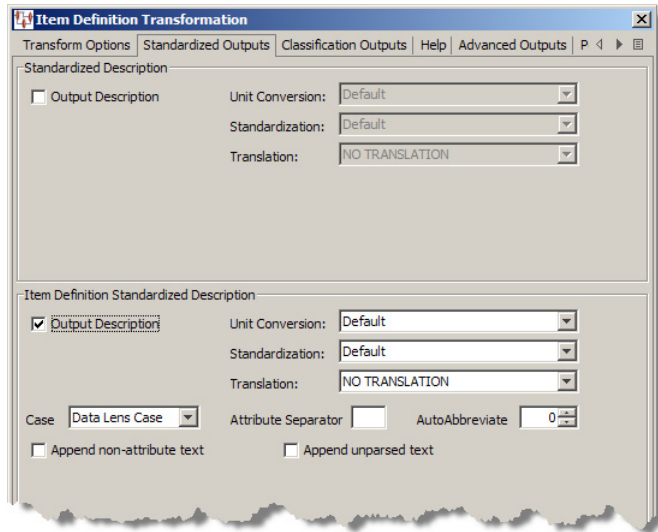 Item Definition Transformation
Transform Options Standardized Outputs Classification Outputs Help Advanced Outputs P
Standardized Description
Output Description Unit Conversion: Default
Standardization: Default
Translation: NO TRANSLATION
Item Definition Standardized Description
Output Description Unit Conversion: Default
Standardization: Default
Translation: NO TRANSLATION
Case Data Lens Case Attribute Separator AutoAbbreviate 0
Append non-attribute text Append unparsed text